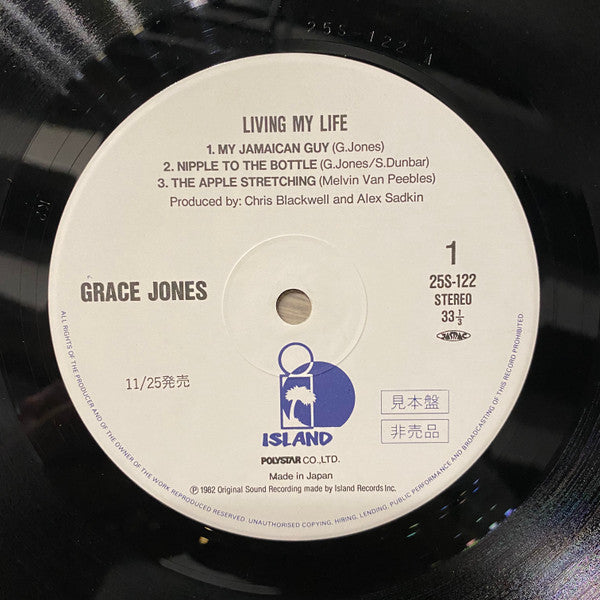 25S-122 1
LIVING MY LIFE
1. MY JAMAICAN GUY (G.Jones)
2. NIPPLE TO THE BOTTLE (G.Jones/S.Dunbar)
3. THE APPLE STRETCHING (Melvin Van Peebles)
Produced by: Chris Blackwell and Alex Sadkin
GRACE JONES
1
25S-122
STEREO
33 1/3
JASRAC
11/25発売
見本盤
非売品
ISLAND
POLYSTAR CO.,LTD.
Made in Japan
Ⓟ 1982 Original Sound Recording made by Island Records Inc.
ALL RIGHTS OF THE PRODUCER AND OF THE OWNER OF THE WORK REPRODUCED RESERVED. UNAUTHORISED COPYING, HIRING, LENDING, PUBLIC PERFORMANCE AND BROADCASTING OF THIS RECORD PROHIBITED.